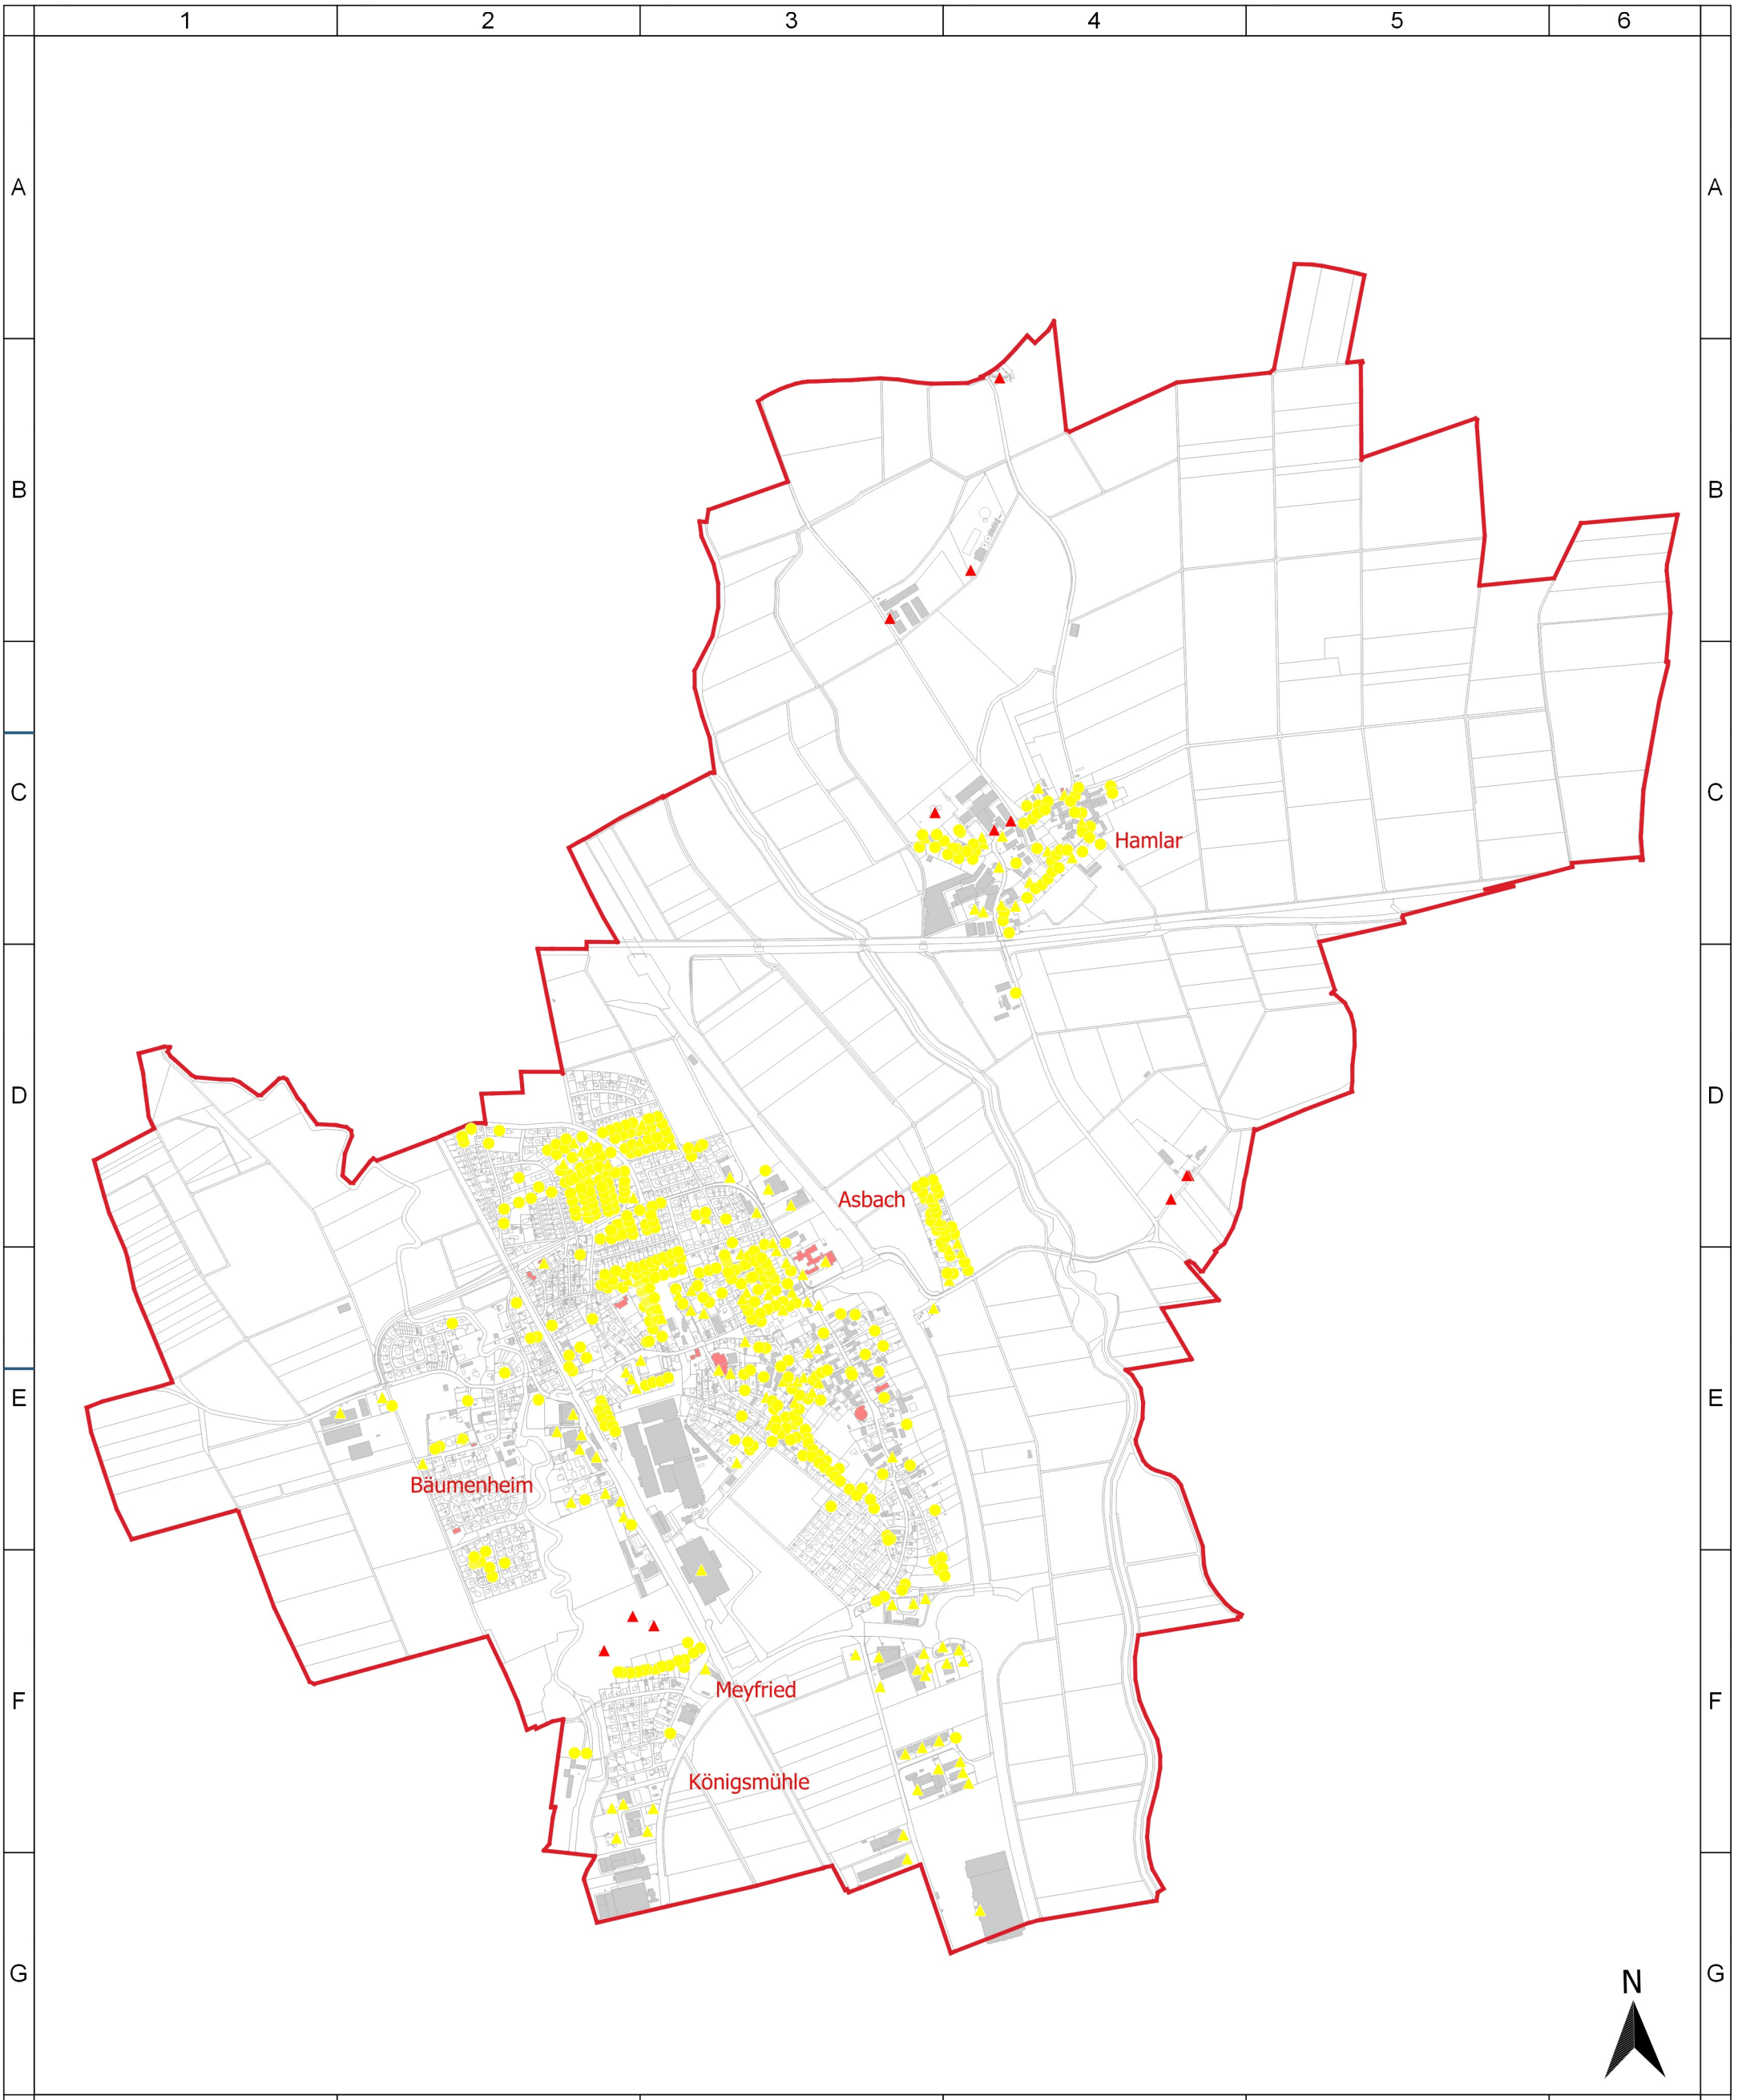 1 2 3 4 5 6
A A
B B
C C
Hamlar
D D
Asbach
E E
Bäumenheim
F F
Meyfried
Königsmühle
G G
N